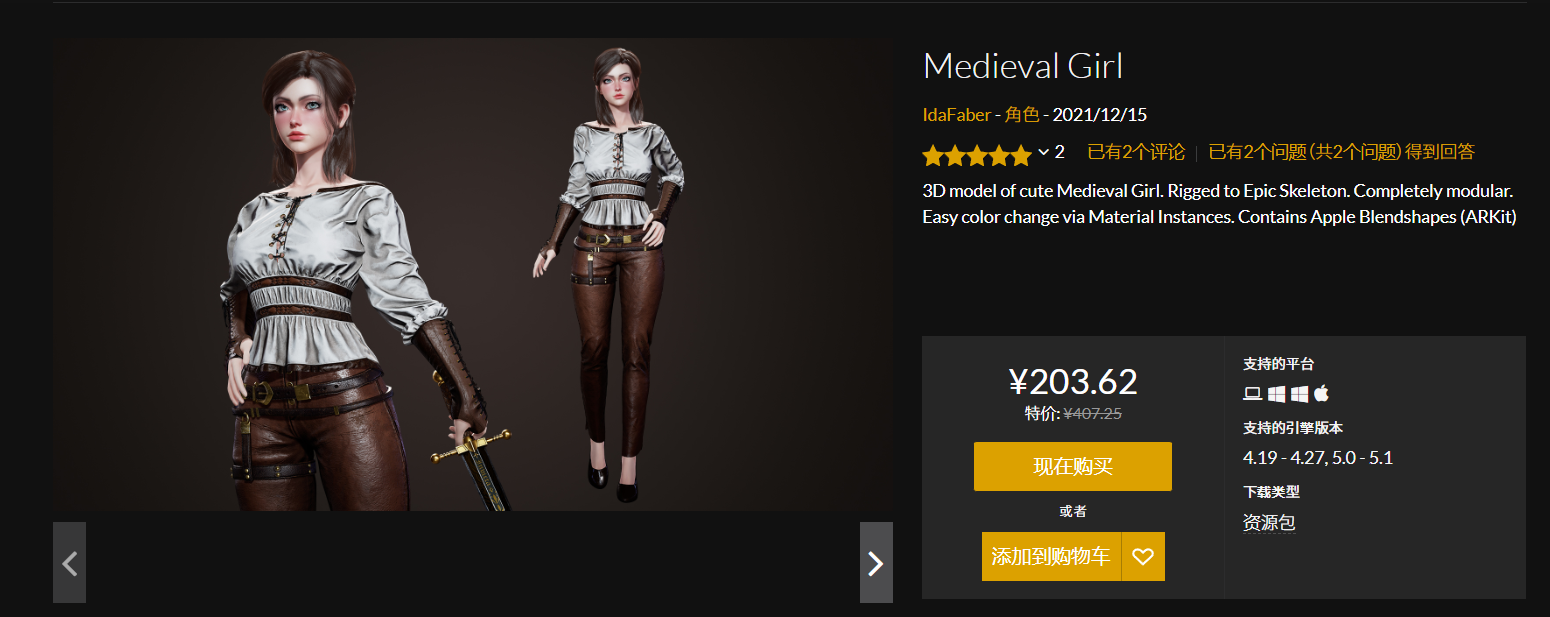 Medieval Girl
IdaFaber - 角色 - 2021/12/15
2 已有2个评论 | 已有2个问题 (共2个问题) 得到回答
3D model of cute Medieval Girl. Rigged to Epic Skeleton. Completely modular.
Easy color change via Material Instances. Contains Apple Blendshapes (ARKit)
¥203.62
特价: ¥407.25
现在购买
或者
添加到购物车
支持的平台
支持的引擎版本
4.19 - 4.27, 5.0 - 5.1
下载类型
资源包